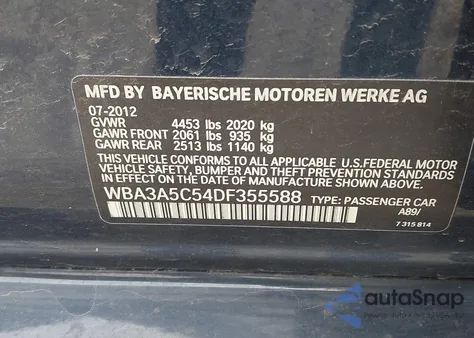 MFD BY BAYERISCHE MOTOREN WERKE AG
07-2012
GVWR 4453 lbs 2020 kg
GAWR FRONT 2061 lbs 935 kg
GAWR REAR 2513 lbs 1140 kg
THIS VEHICLE CONFORMS TO ALL APPLICABLE U.S.FEDERAL MOTOR
VEHICLE SAFETY, BUMPER AND THEFT PREVENTION STANDARDS
IN EFFECT ON THE DATE OF MANUFACTURE SHOWN ABOVE.
WBA3A5C54DF355588 TYPE: PASSENGER CAR
A89/
7 315 814
autoSnap